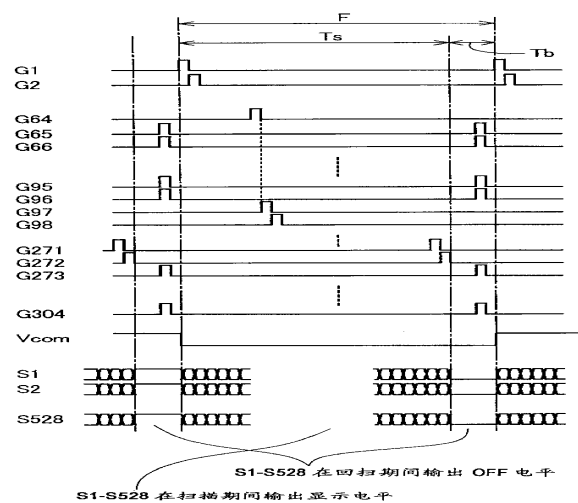 F
Ts
Tb
G1
G2
G64
G65
G66
G95
G96
G97
G98
G271
G272
G273
G304
Vcom
S1
S2
S528
S1-S528 在回扫期间输出 OFF 电平
S1-S528 在扫描期间输出显示电平